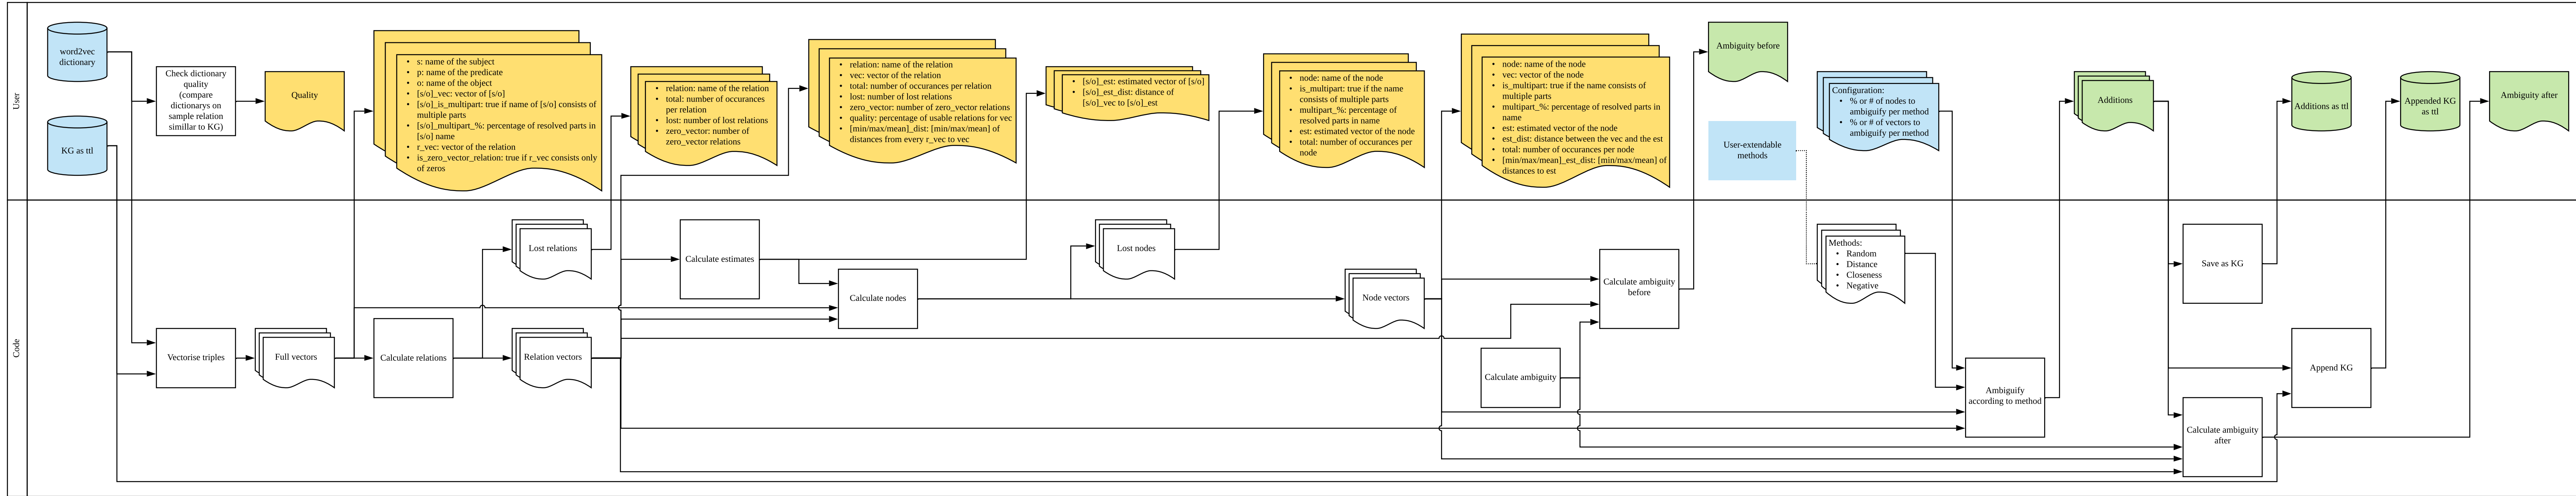 User
word2vec
dictionary
KG as ttl
Check dictionary
quality
(compare
dictionarys on
sample relation
simillar to KG)
Quality
• s: name of the subject
• p: name of the predicate
• o: name of the object
• [s/o]_vec: vector of [s/o]
• [s/o]_is_multipart: true if name of [s/o] consists of
multiple parts
• [s/o]_multipart_%: percentage of resolved parts in
[s/o] name
• r_vec: vector of the relation
• is_zero_vector_relation: true if r_vec consists only
of zeros
• relation: name of the relation
• total: number of occurances
per relation
• lost: number of lost relations
• zero_vector: number of
zero_vector relations
• relation: name of the relation
• vec: vector of the relation
• total: number of occurances per relation
• lost: number of lost relations
• zero_vector: number of zero_vector relations
• quality: percentage of usable relations for vec
• [min/max/mean]_dist: [min/max/mean] of
distances from every r_vec to vec
• [s/o]_est: estimated vector of [s/o]
• [s/o]_est_dist: distance of
[s/o]_vec to [s/o]_est
• node: name of the node
• is_multipart: true if the name
consists of multiple parts
• multipart_%: percentage of
resolved parts in name
• est: estimated vector of the node
• total: number of occurances per
node
• node: name of the node
• vec: vector of the node
• is_multipart: true if the name consists of
multiple parts
• multipart_%: percentage of resolved parts in
name
• est: estimated vector of the node
• est_dist: distance between the vec and the est
• total: number of occurances per node
• [min/max/mean]_est_dist: [min/max/mean] of
distances to est
Ambiguity before
User-extendable
methods
Configuration:
• % or # of nodes to
ambiguify per method
• % or # of vectors to
ambiguify per method
Additions
Additions as ttl
Appended KG
as ttl
Ambiguity after
Code
Vectorise triples
Full vectors
Calculate relations
Lost relations
Relation vectors
Calculate estimates
Calculate nodes
Lost nodes
Node vectors
Calculate ambiguity
Calculate ambiguity
before
Methods:
• Random
• Distance
• Closeness
• Negative
Ambiguify
according to method
Save as KG
Append KG
Calculate ambiguity
after